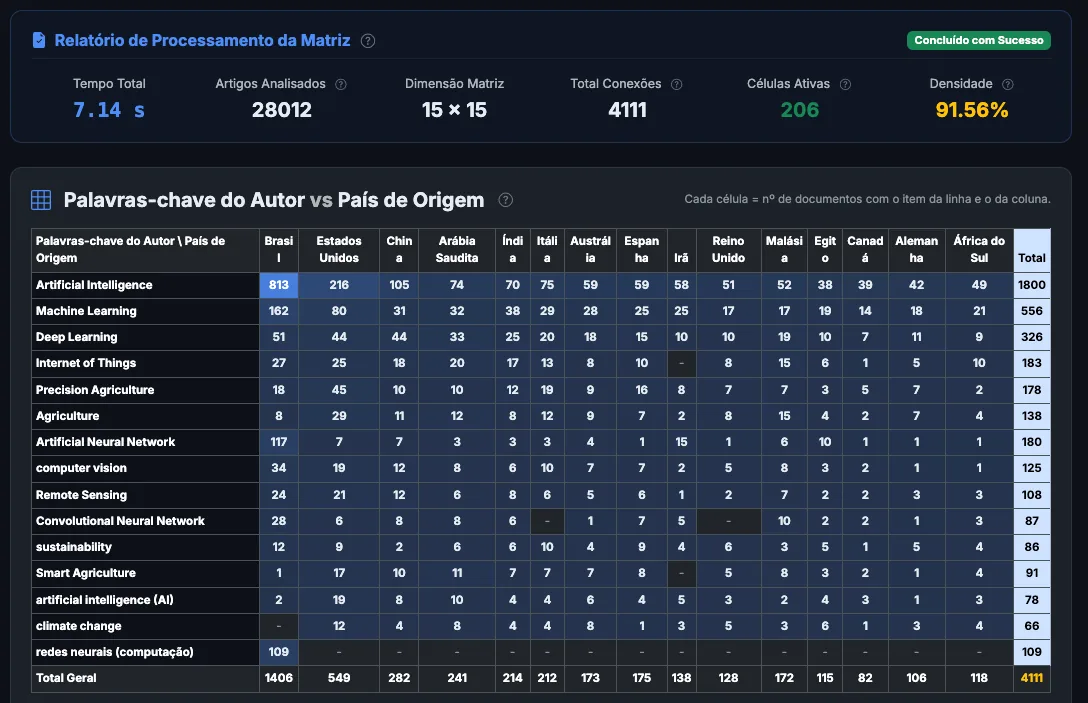 Relatório de Processamento da Matriz ?
Concluído com Sucesso
Tempo Total
7.14 s
Artigos Analisados ?
28012
Dimensão Matriz
15 × 15
Total Conexões ?
4111
Células Ativas ?
206
Densidade ?
91.56%
Palavras-chave do Autor vs País de Origem ?
Cada célula = nº de documentos com o item da linha e o da coluna.
Palavras-chave do Autor \ País de Origem Brasil Estados Unidos China Arábia Saudita Índia Itália Austrália Espanha Irã Reino Unido Malásia Egito Canadá Alemanha África do Sul Total
Artificial Intelligence 813 216 105 74 70 75 59 59 58 51 52 38 39 42 49 1800
Machine Learning 162 80 31 32 38 29 28 25 25 17 17 19 14 18 21 556
Deep Learning 51 44 44 33 25 20 18 15 10 10 19 10 7 11 9 326
Internet of Things 27 25 18 20 17 13 8 10 - 8 15 6 1 5 10 183
Precision Agriculture 18 45 10 10 12 19 9 16 8 7 7 3 5 7 2 178
Agriculture 8 29 11 12 8 12 9 7 2 8 15 4 2 7 4 138
Artificial Neural Network 117 7 7 3 3 3 4 1 15 1 6 10 1 1 1 180
computer vision 34 19 12 8 6 10 7 7 2 5 8 3 2 1 1 125
Remote Sensing 24 21 12 6 8 6 5 6 1 2 7 2 2 3 3 108
Convolutional Neural Network 28 6 8 8 6 - 1 7 5 - 10 2 2 1 3 87
sustainability 12 9 2 6 6 10 4 9 4 6 3 5 1 5 4 86
Smart Agriculture 1 17 10 11 7 7 7 8 - 5 8 3 2 1 4 91
artificial intelligence (AI) 2 19 8 10 4 4 6 4 5 3 2 4 3 1 3 78
climate change - 12 4 8 4 4 8 1 3 5 3 6 1 3 4 66
redes neurais (computação) 109 - - - - - - - - - - - - - - 109
Total Geral 1406 549 282 241 214 212 173 175 138 128 172 115 82 106 118 4111